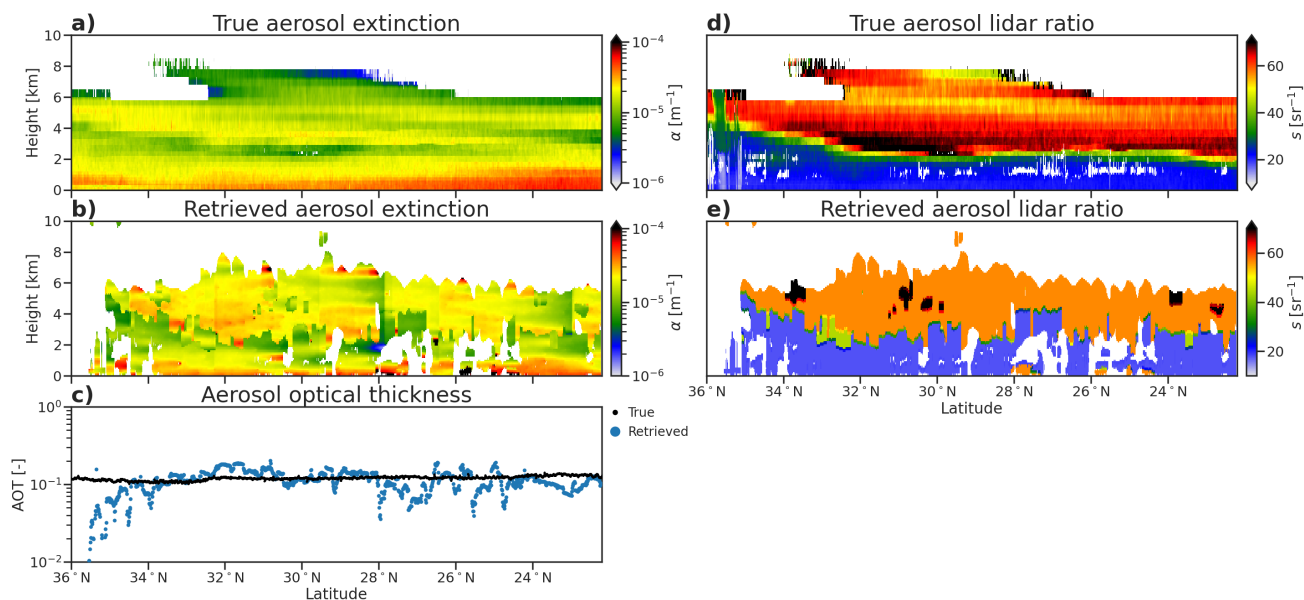 a) True aerosol extinction
10
8
6
4
2
0
Height [km]
10⁻⁴
10⁻⁵
10⁻⁶
α [m⁻¹]
d) True aerosol lidar ratio
60
40
20
s [sr⁻¹]
b) Retrieved aerosol extinction
10
8
6
4
2
0
Height [km]
10⁻⁴
10⁻⁵
10⁻⁶
α [m⁻¹]
e) Retrieved aerosol lidar ratio
60
40
20
s [sr⁻¹]
36°N 34°N 32°N 30°N 28°N 26°N 24°N
Latitude
c) Aerosol optical thickness
10⁰
10⁻¹
10⁻²
AOT [-]
True
Retrieved
36°N 34°N 32°N 30°N 28°N 26°N 24°N
Latitude